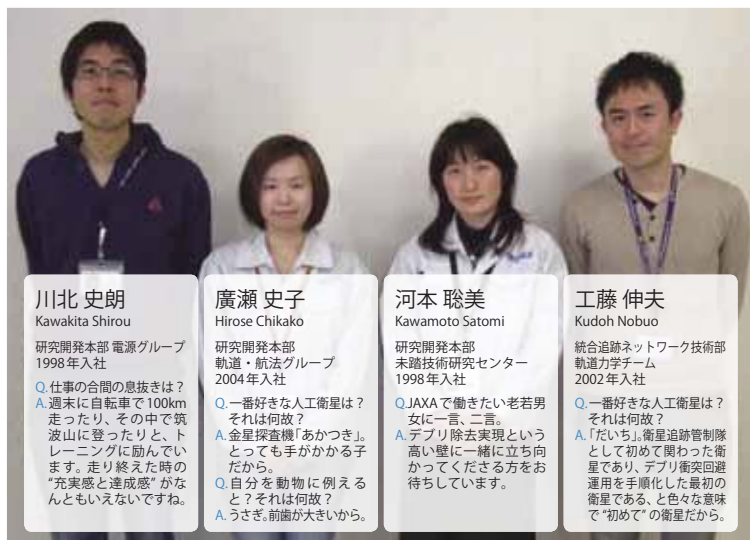 川北 史朗
Kawakita Shirou
研究開発本部 電源グループ
1998年入社
Q.仕事の合間の息抜きは？
A.週末に自転車で100km
走ったり、その中で筑
波山に登ったりと、ト
レーニングに励んでい
ます。走り終えた時の
“充実感と達成感”がな
んともいえないですね。
廣瀬 史子
Hirose Chikako
研究開発本部
軌道・航法グループ
2004年入社
Q.一番好きな人工衛星は？
それは何故？
A.金星探査機「あかつき」。
とっても手がかかる子
だから。
Q.自分を動物に例える
と？それは何故？
A.うさぎ。前歯が大きいから。
河本 聡美
Kawamoto Satomi
研究開発本部
未踏技術研究センター
1998年入社
Q.JAXAで働きたい老若男
女に一言、二言。
A.デブリ除去実現という
高い壁に一緒に立ち向
かってくださる方をお
待ちしています。
工藤 伸夫
Kudoh Nobuo
統合追跡ネットワーク技術部
軌道力学チーム
2002年入社
Q.一番好きな人工衛星は？
それは何故？
A.「だいち」。衛星追跡管制隊
として初めて関わった衛
星であり、デブリ衝突回避
運用を手順化した最初の
衛星である、と色々な意味
で“初めて”の衛星だから。